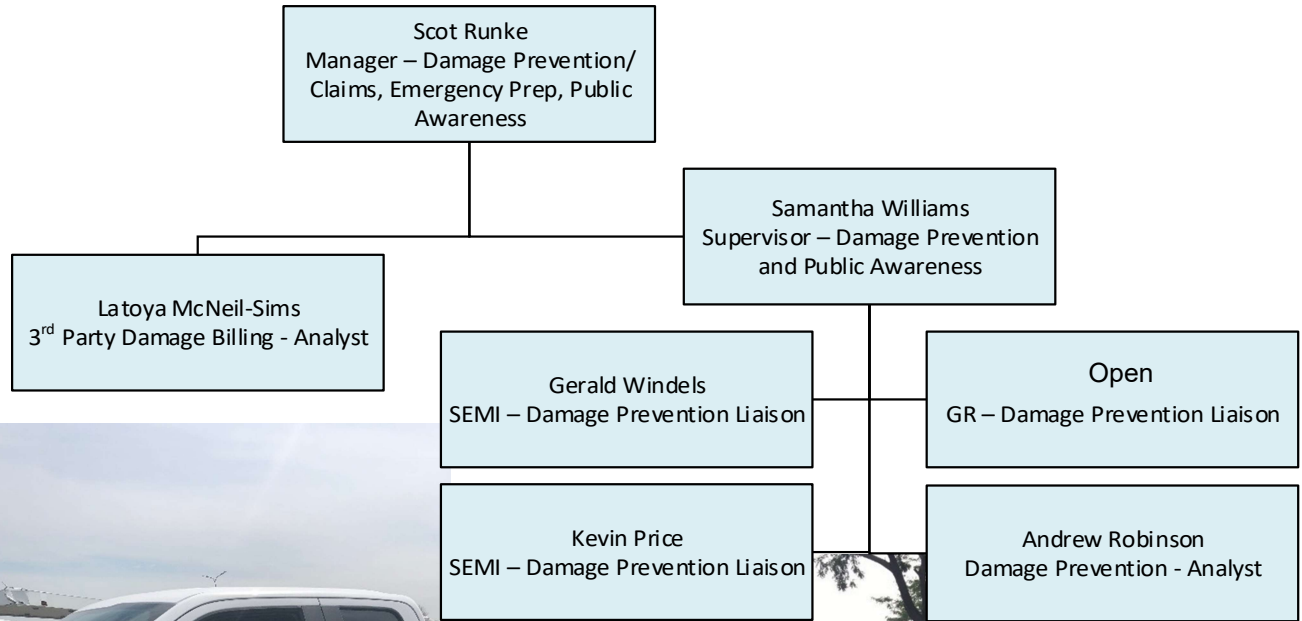 Scot Runke
Manager – Damage Prevention/
Claims, Emergency Prep, Public
Awareness
Samantha Williams
Supervisor – Damage Prevention
and Public Awareness
Latoya McNeil-Sims
3rd Party Damage Billing - Analyst
Gerald Windels
SEMI – Damage Prevention Liaison
Open
GR – Damage Prevention Liaison
Kevin Price
SEMI – Damage Prevention Liaison
Andrew Robinson
Damage Prevention - Analyst